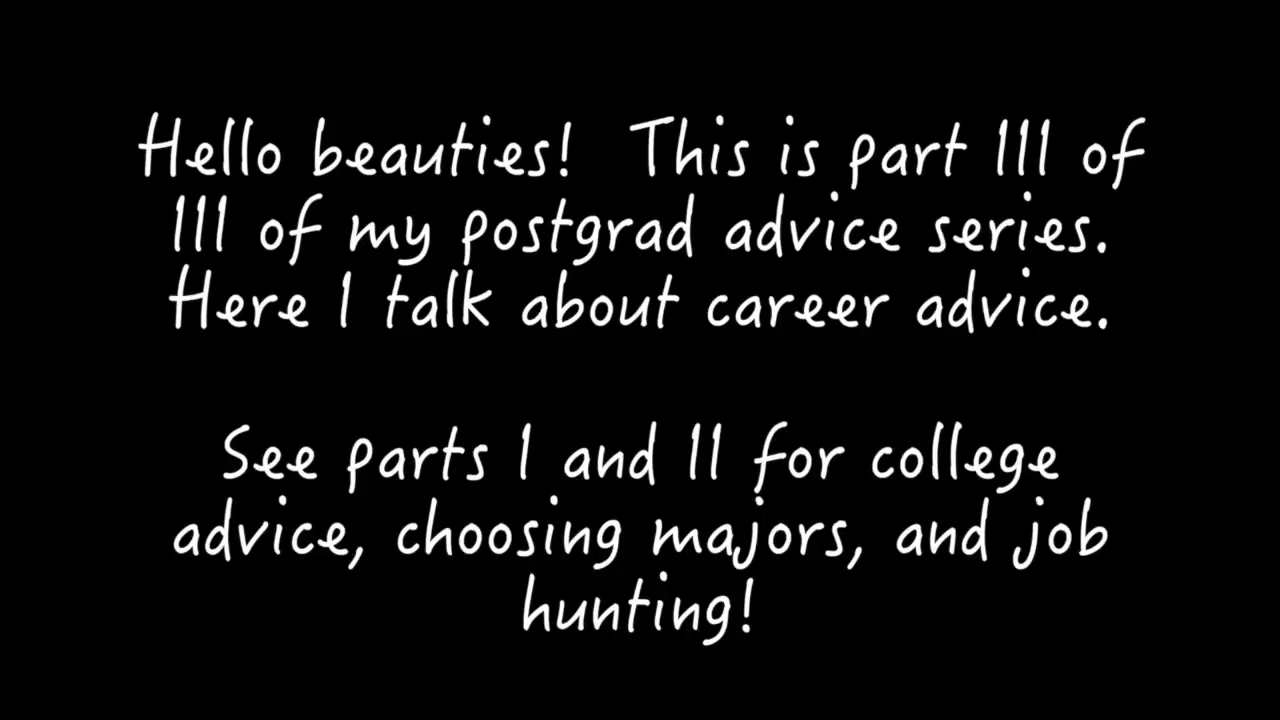 Hello beauties! This is part III of
III of my postgrad advice series.
Here I talk about career advice.
See parts I and II for college
advice, choosing majors, and job
hunting!